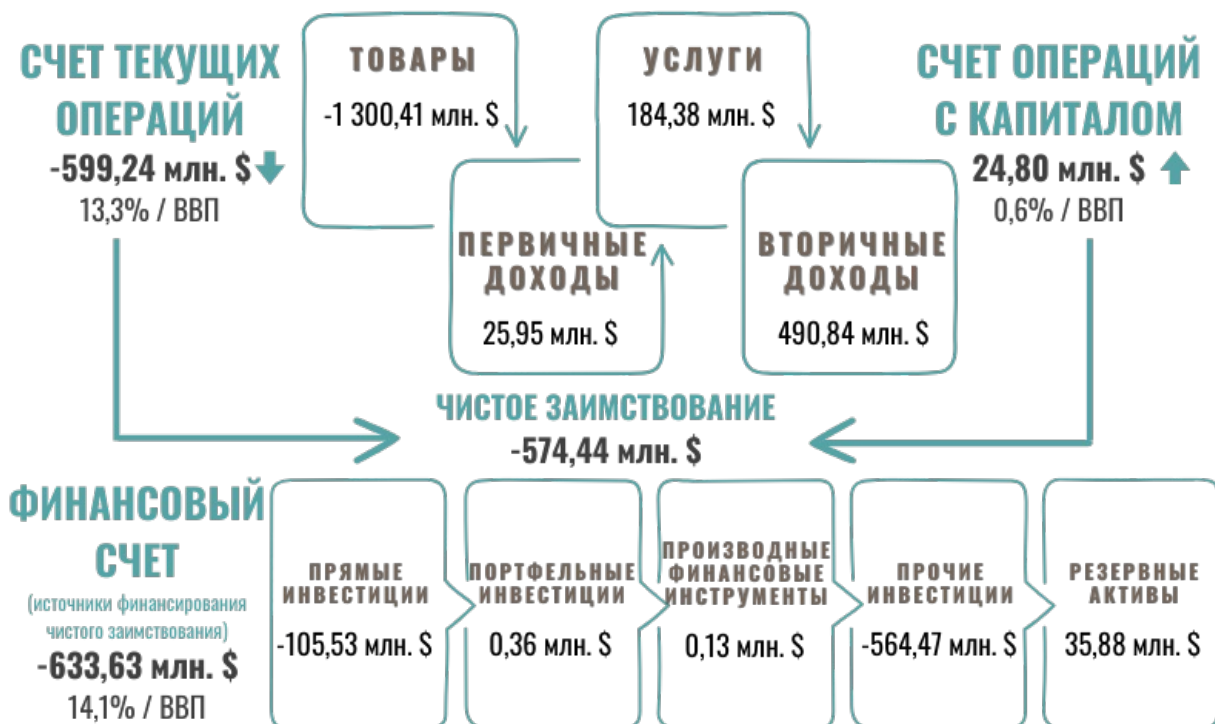 СЧЕТ ТЕКУЩИХ
ОПЕРАЦИЙ
-599,24 млн. $
13,3% / ВВП
ТОВАРЫ
-1 300,41 млн. $
УСЛУГИ
184,38 млн. $
СЧЕТ ОПЕРАЦИЙ
С КАПИТАЛОМ
24,80 млн. $
0,6% / ВВП
ПЕРВИЧНЫЕ
ДОХОДЫ
25,95 млн. $
ВТОРИЧНЫЕ
ДОХОДЫ
490,84 млн. $
ЧИСТОЕ ЗАИМСТВОВАНИЕ
-574,44 млн. $
ФИНАНСОВЫЙ
СЧЕТ
(источники финансирования
чистого заимствования)
-633,63 млн. $
14,1% / ВВП
ПРЯМЫЕ
ИНВЕСТИЦИИ
-105,53 млн. $
ПОРТФЕЛЬНЫЕ
ИНВЕСТИЦИИ
0,36 млн. $
ПРОИЗВОДНЫЕ
ФИНАНСОВЫЕ
ИНСТРУМЕНТЫ
0,13 млн. $
ПРОЧИЕ
ИНВЕСТИЦИИ
-564,47 млн. $
РЕЗЕРВНЫЕ
АКТИВЫ
35,88 млн. $